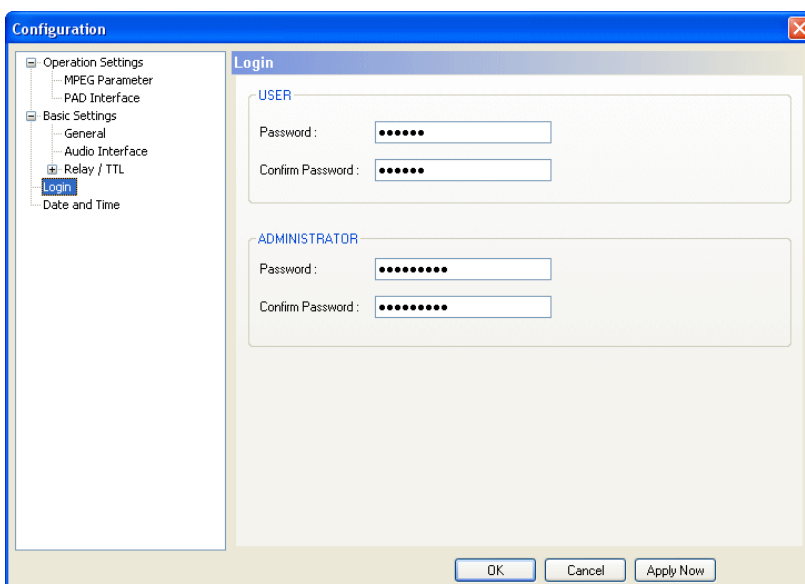 Configuration
Operation Settings
MPEG Parameter
PAD Interface
Basic Settings
General
Audio Interface
Relay / TTL
Login
Date and Time
Login
USER
Password :
••••••
Confirm Password :
••••••
ADMINISTRATOR
Password :
•••••••••
Confirm Password :
•••••••••
OK
Cancel
Apply Now